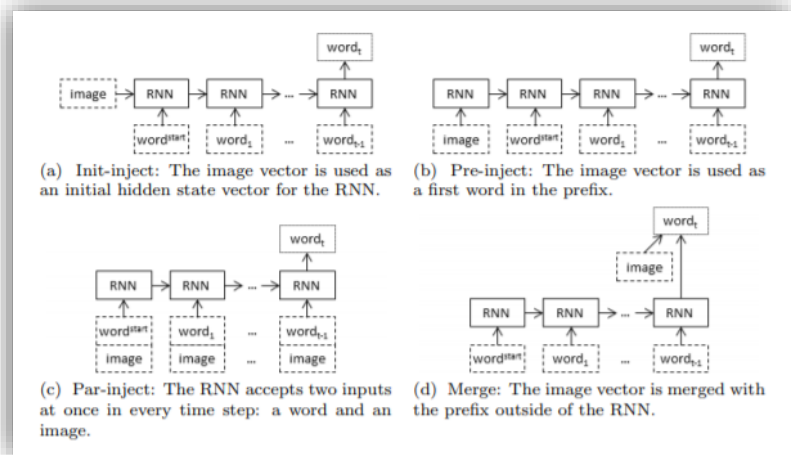 word_t
image RNN RNN ... RNN
word^start word_1 ... word_t-1
(a) Init-inject: The image vector is used as
an initial hidden state vector for the RNN.
word_t
RNN RNN RNN ... RNN
image word^start word_1 ... word_t-1
(b) Pre-inject: The image vector is used as
a first word in the prefix.
word_t
RNN RNN ... RNN
word^start word_1 ... word_t-1
image image ... image
(c) Par-inject: The RNN accepts two inputs
at once in every time step: a word and an
image.
word_t
image
RNN RNN ... RNN
word^start word_1 ... word_t-1
(d) Merge: The image vector is merged with
the prefix outside of the RNN.